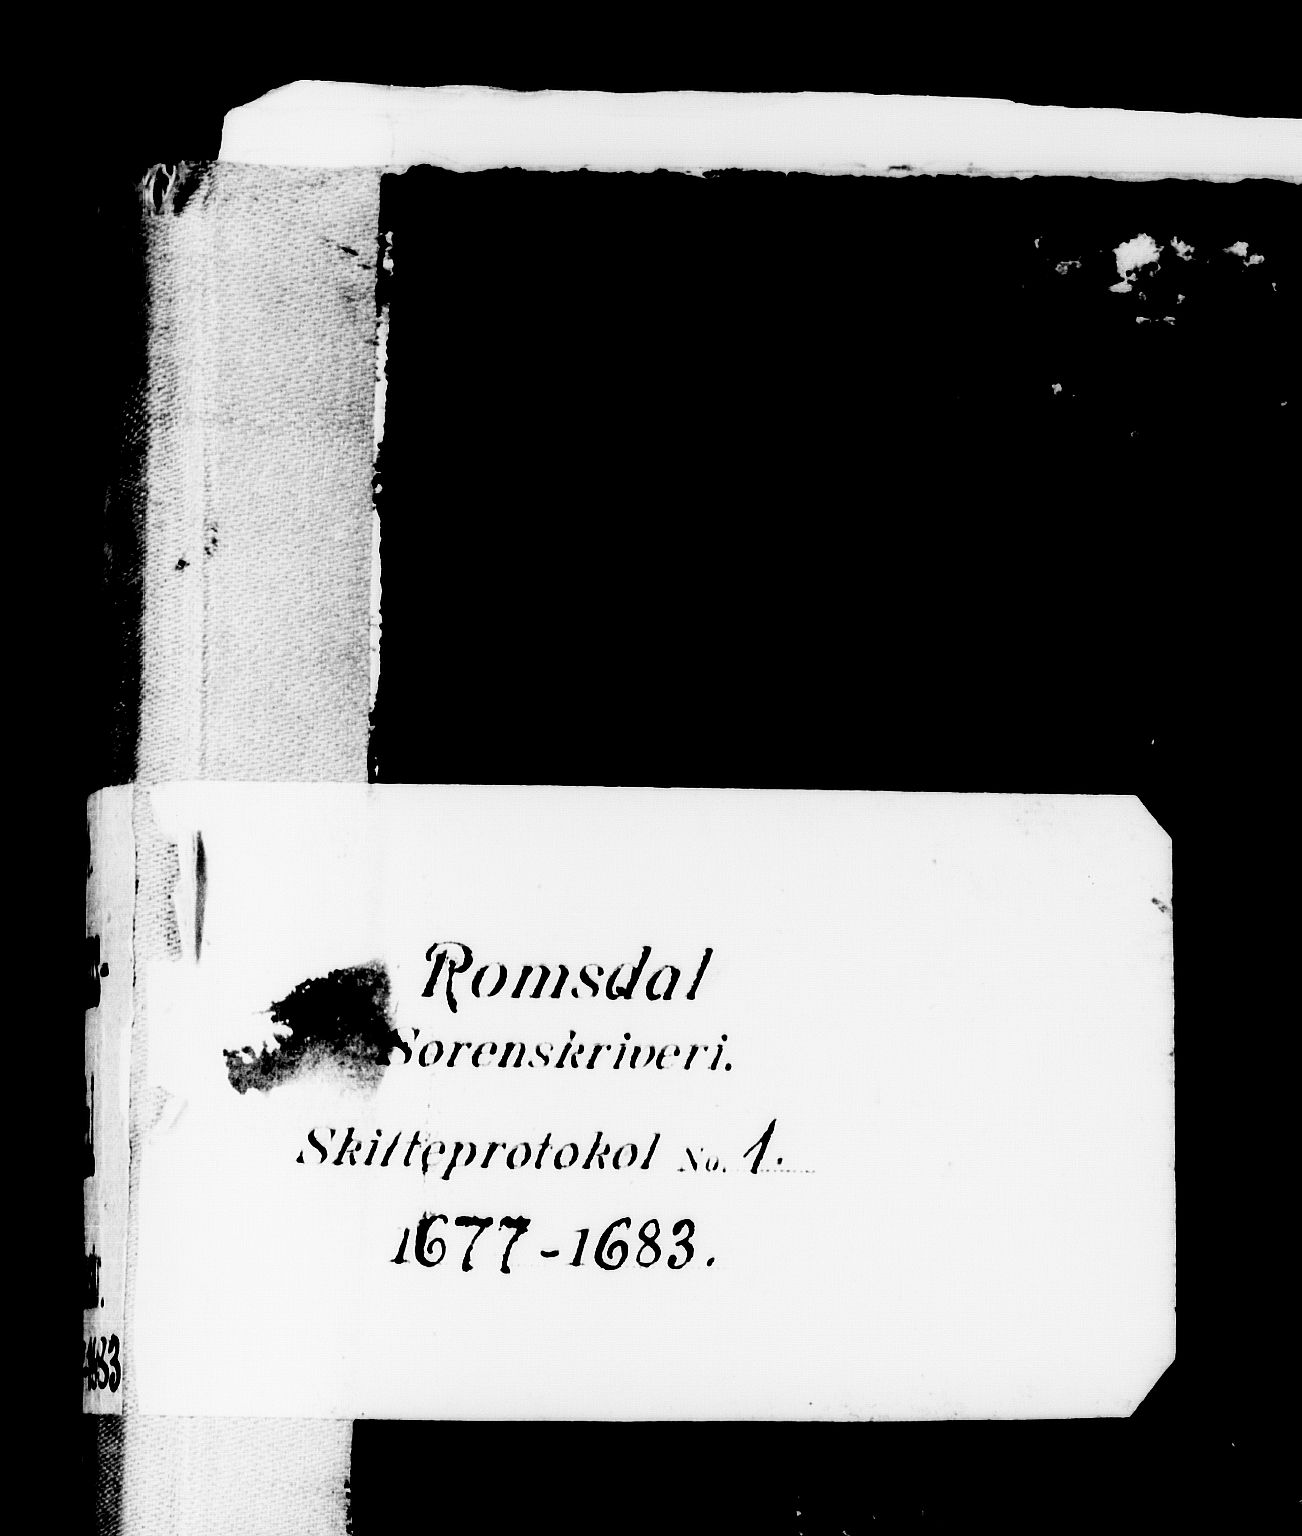 Romsdal
Sorenskriveri.
Skifteprotokol No. 1.
1677-1683.